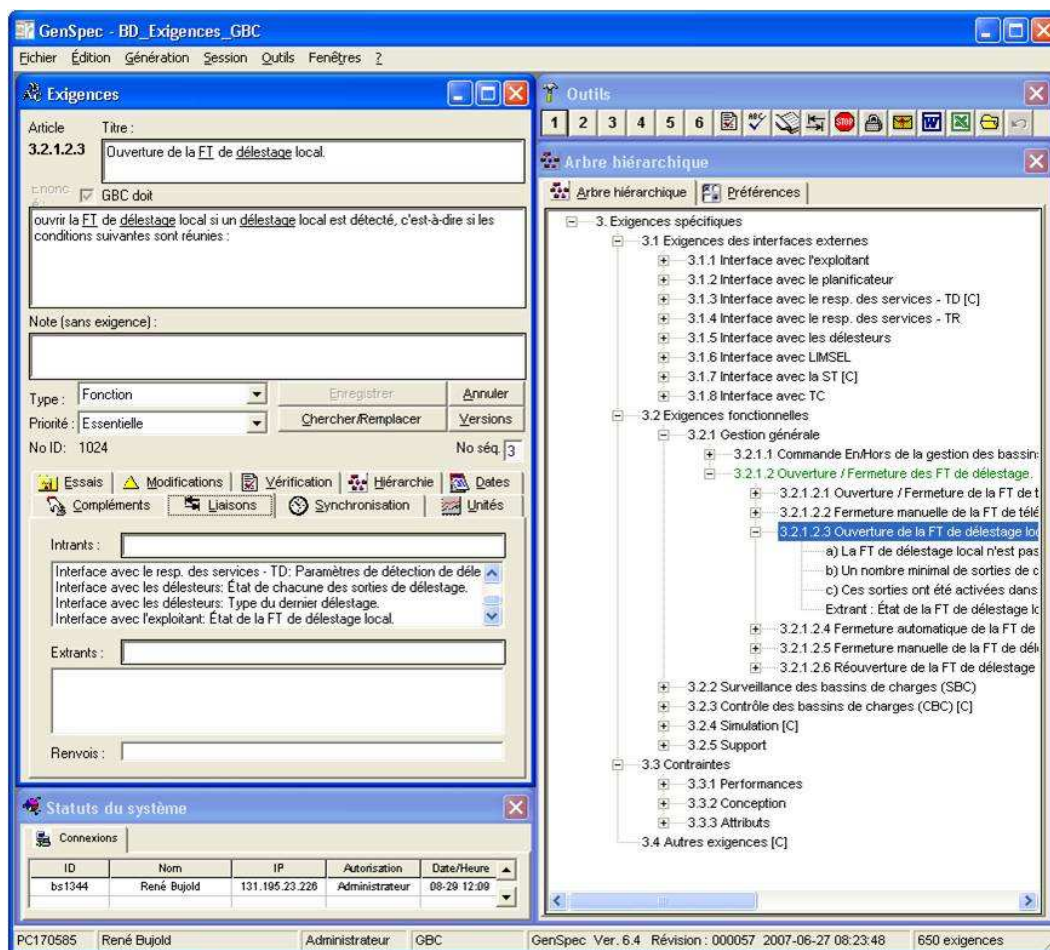 GenSpec - BD_Exigences_GBC
Fichier Édition Génération Session Outils Fenêtres ?
Exigences
Article Titre :
3.2.1.2.3 Ouverture de la FT de délestage local.
GBC doit
ouvrir la FT de délestage local si un délestage local est détecté, c'est-à-dire si les
conditions suivantes sont réunies :
Note (sans exigence) :
Type : Fonction Enregistrer Annuler
Priorité : Essentielle Chercher/Remplacer Versions
No ID: 1024 No séq. 3
Essais Modifications Vérification Hiérarchie Dates
Compléments Liaisons Synchronisation Unités
Intrants :
Interface avec le resp. des services - TD: Paramètres de détection de déle
Interface avec les délesteurs: État de chacune des sorties de délestage.
Interface avec les délesteurs: Type du dernier délestage.
Interface avec l'exploitant: État de la FT de délestage local.
Extrants :
Renvois :
Statuts du système
Connexions
ID Nom IP Autorisation Date/Heure
bs1344 René Bujold 131.195.23.226 Administrateur 08-29 12:09
Outils
1 2 3 4 5 6 ABC STOP W X
Arbre hiérarchique
Arbre hiérarchique Préférences
3. Exigences spécifiques
3.1 Exigences des interfaces externes
3.1.1 Interface avec l'exploitant
3.1.2 Interface avec le planificateur
3.1.3 Interface avec le resp. des services - TD [C]
3.1.4 Interface avec le resp. des services - TR
3.1.5 Interface avec les délesteurs
3.1.6 Interface avec LIMSEL
3.1.7 Interface avec la ST [C]
3.1.8 Interface avec TC
3.2 Exigences fonctionnelles
3.2.1 Gestion générale
3.2.1.1 Commande En/Hors de la gestion des bassin
3.2.1.2 Ouverture / Fermeture des FT de délestage.
3.2.1.2.1 Ouverture / Fermeture de la FT de t
3.2.1.2.2 Fermeture manuelle de la FT de télé
3.2.1.2.3 Ouverture de la FT de délestage loc
a) La FT de délestage local n'est pas
b) Un nombre minimal de sorties de c
c) Ces sorties ont été activées dans
Extrant : État de la FT de délestage lo
3.2.1.2.4 Fermeture automatique de la FT de
3.2.1.2.5 Fermeture manuelle de la FT de dél
3.2.1.2.6 Réouverture de la FT de délestage
3.2.2 Surveillance des bassins de charges (SBC)
3.2.3 Contrôle des bassins de charges (CBC) [C]
3.2.4 Simulation [C]
3.2.5 Support
3.3 Contraintes
3.3.1 Performances
3.3.2 Conception
3.3.3 Attributs
3.4 Autres exigences [C]
PC170585 René Bujold Administrateur GBC GenSpec Ver. 6.4 Révision : 000057 2007-06-27 08:23:48 650 exigences